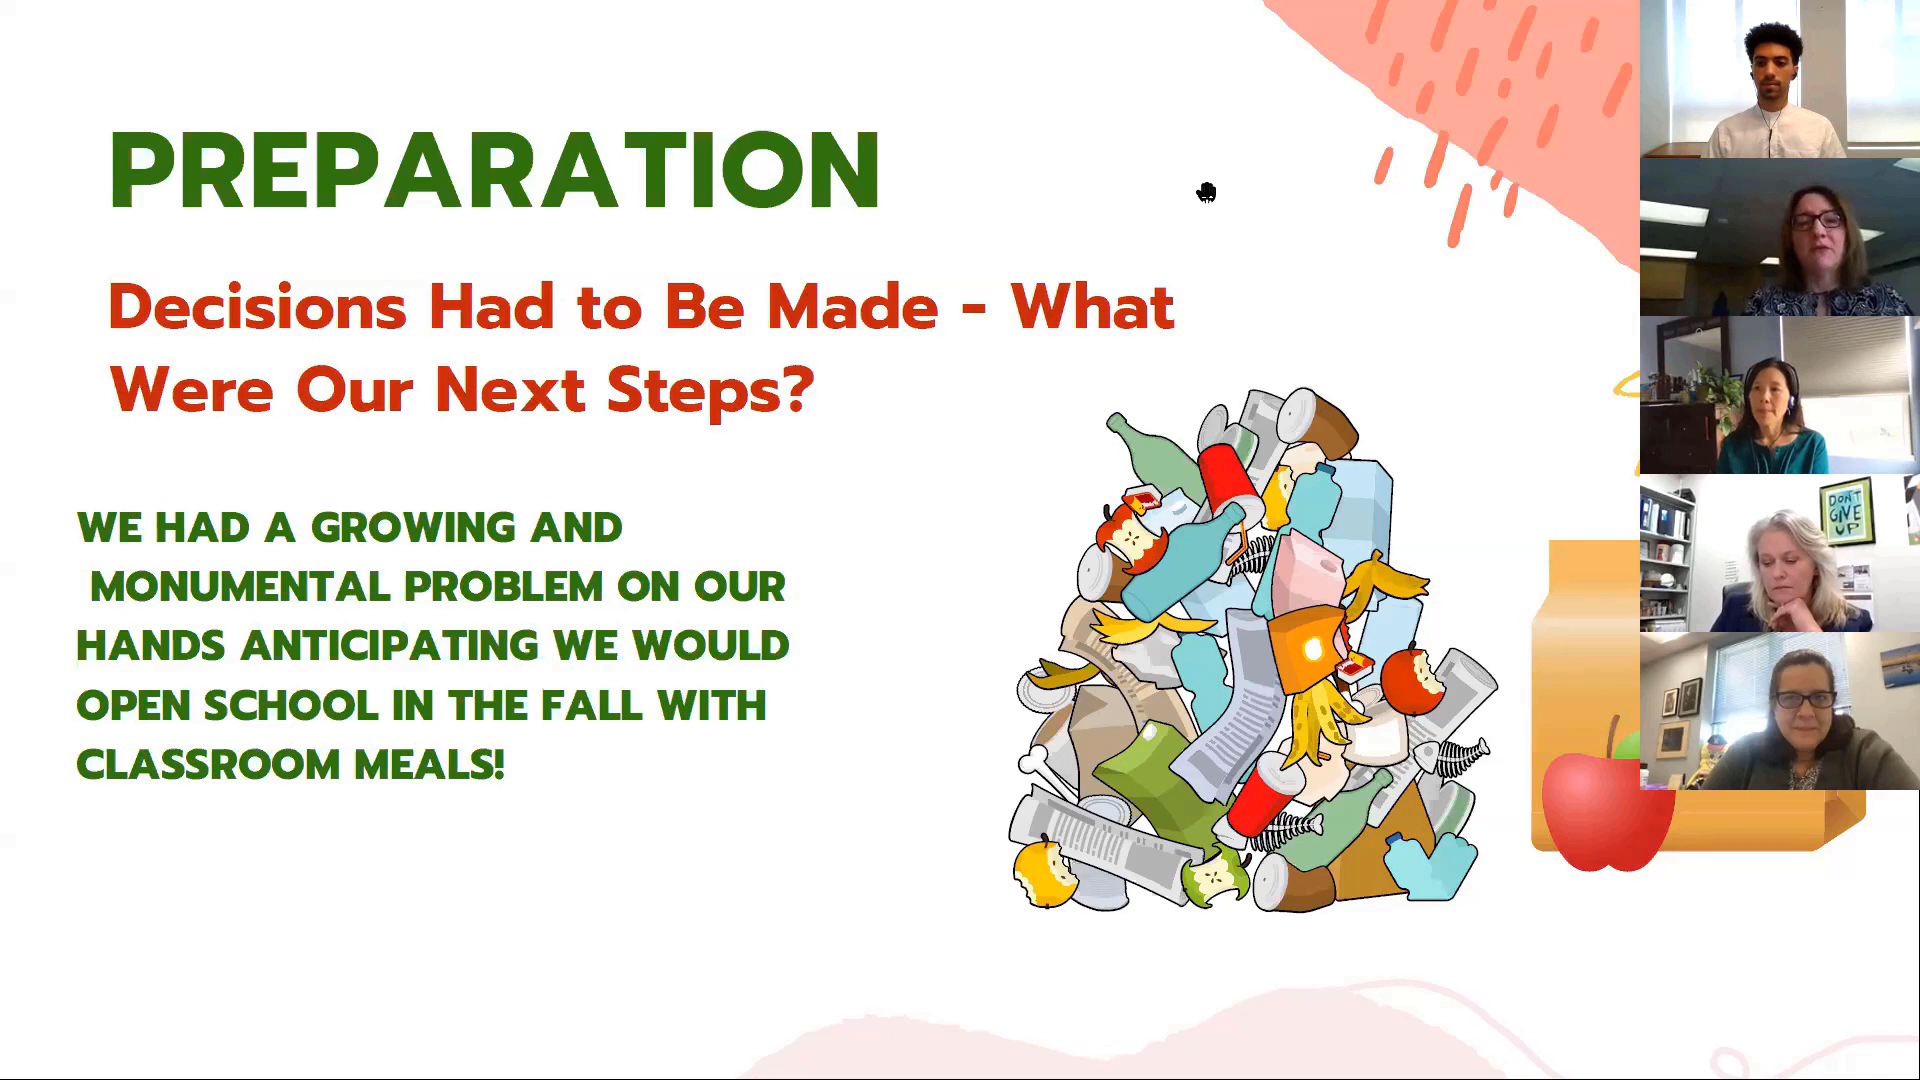 PREPARATION
Decisions Had to Be Made - What
Were Our Next Steps?
WE HAD A GROWING AND
MONUMENTAL PROBLEM ON OUR
HANDS ANTICIPATING WE WOULD
OPEN SCHOOL IN THE FALL WITH
CLASSROOM MEALS!
DON'T
GIVE
UP